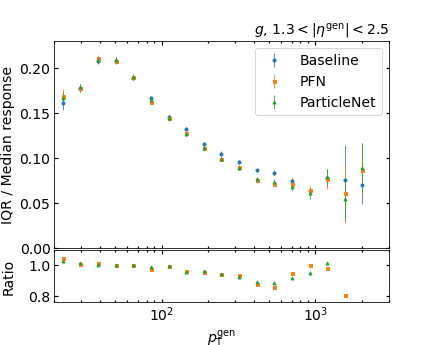 g, 1.3 < |η^gen| < 2.5
IQR / Median response
0.20
0.15
0.10
0.05
0.00
Baseline
PFN
ParticleNet
Ratio
1.0
0.8
10^2
10^3
p_T^gen